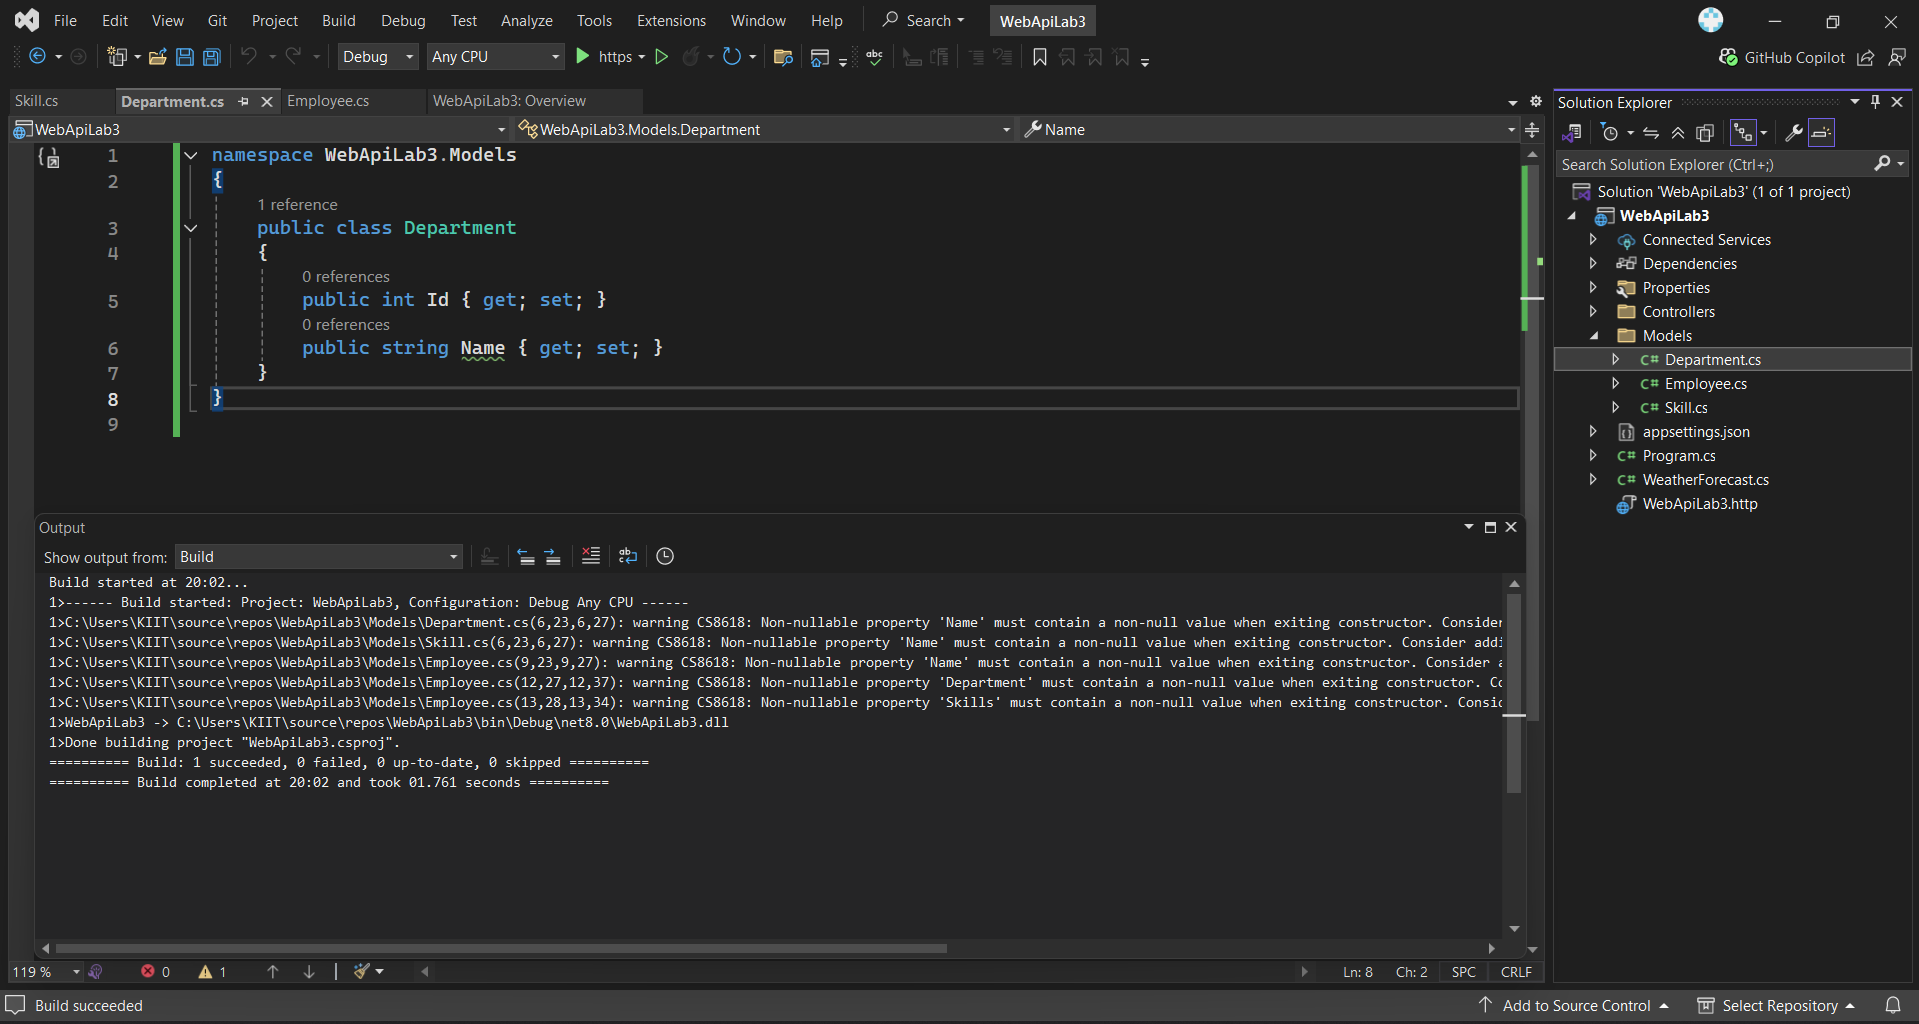 File Edit View Git Project Build Debug Test Analyze Tools Extensions Window Help Search WebApiLab3
Debug Any CPU https abc GitHub Copilot
Skill.cs Department.cs Employee.cs WebApiLab3: Overview
WebApiLab3 WebApiLab3.Models.Department Name
1 namespace WebApiLab3.Models
2 {
1 reference
3 public class Department
4 {
0 references
5 public int Id { get; set; }
0 references
6 public string Name { get; set; }
7 }
8 }
9
Output
Show output from: Build
Build started at 20:02...
1>------ Build started: Project: WebApiLab3, Configuration: Debug Any CPU ------
1>C:\Users\KIIT\source\repos\WebApiLab3\Models\Department.cs(6,23,6,27): warning CS8618: Non-nullable property 'Name' must contain a non-null value when exiting constructor. Consider
1>C:\Users\KIIT\source\repos\WebApiLab3\Models\Skill.cs(6,23,6,27): warning CS8618: Non-nullable property 'Name' must contain a non-null value when exiting constructor. Consider addi
1>C:\Users\KIIT\source\repos\WebApiLab3\Models\Employee.cs(9,23,9,27): warning CS8618: Non-nullable property 'Name' must contain a non-null value when exiting constructor. Consider a
1>C:\Users\KIIT\source\repos\WebApiLab3\Models\Employee.cs(12,27,12,37): warning CS8618: Non-nullable property 'Department' must contain a non-null value when exiting constructor. Co
1>C:\Users\KIIT\source\repos\WebApiLab3\Models\Employee.cs(13,28,13,34): warning CS8618: Non-nullable property 'Skills' must contain a non-null value when exiting constructor. Consid
1>WebApiLab3 -> C:\Users\KIIT\source\repos\WebApiLab3\bin\Debug\net8.0\WebApiLab3.dll
1>Done building project "WebApiLab3.csproj".
========== Build: 1 succeeded, 0 failed, 0 up-to-date, 0 skipped ==========
========== Build completed at 20:02 and took 01.761 seconds ==========
119 % 0 1 Ln: 8 Ch: 2 SPC CRLF
Solution Explorer
Search Solution Explorer (Ctrl+;)
Solution 'WebApiLab3' (1 of 1 project)
WebApiLab3
Connected Services
Dependencies
Properties
Controllers
Models
C# Department.cs
C# Employee.cs
C# Skill.cs
appsettings.json
C# Program.cs
C# WeatherForecast.cs
WebApiLab3.http
Build succeeded Add to Source Control Select Repository